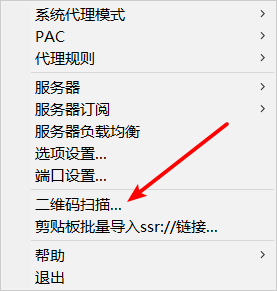 系统代理模式
PAC
代理规则
服务器
服务器订阅
服务器负载均衡
选项设置...
端口设置...
二维码扫描...
剪贴板批量导入ssr://链接...
帮助
退出